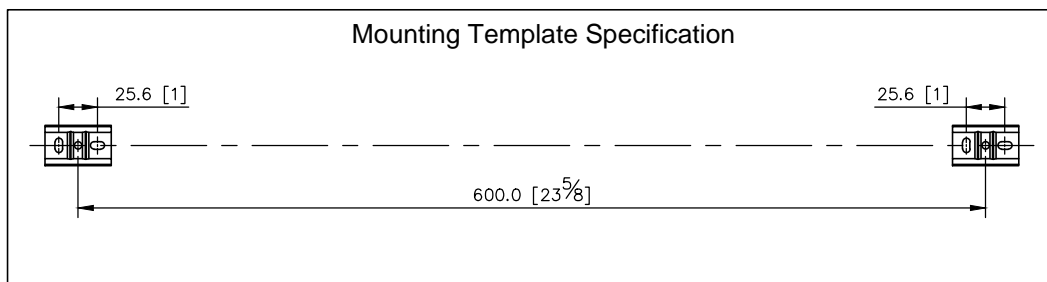 Mounting Template Specification
25.6 [1]
25.6 [1]
600.0 [23 5/8]